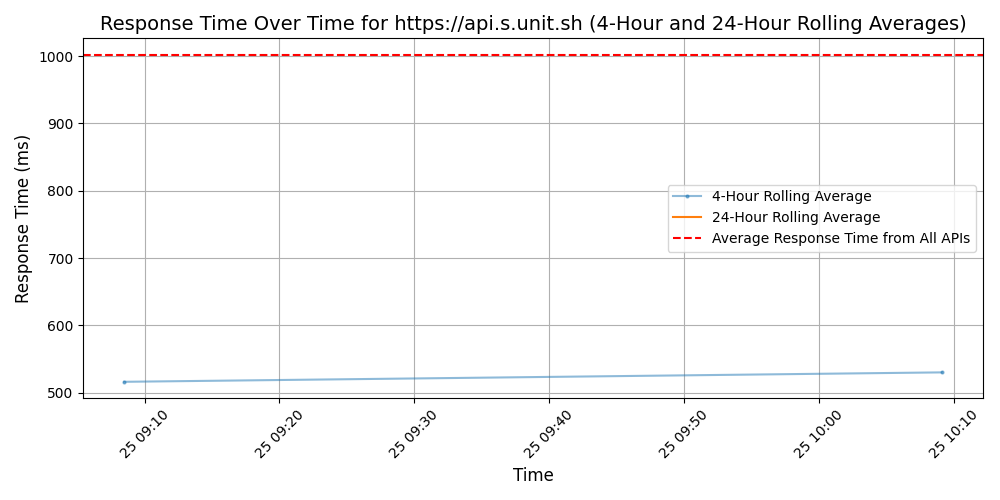 Response Time Over Time for https://api.s.unit.sh (4-Hour and 24-Hour Rolling Averages)
Response Time (ms)
1000
900
800
700
600
500
4-Hour Rolling Average
24-Hour Rolling Average
Average Response Time from All APIs
25 09:10
25 09:20
25 09:30
25 09:40
25 09:50
25 10:00
25 10:10
Time